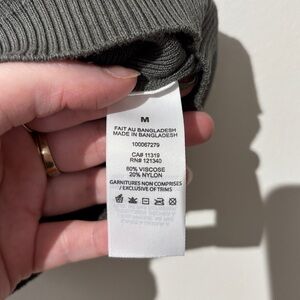 M
FAIT AU BANGLADESH
MADE IN BANGLADESH
100067279
CA# 11319
RN# 121340
80% VISCOSE
20% NYLON
GARNITURES NON COMPRISES
/ EXCLUSIVE OF TRIMS